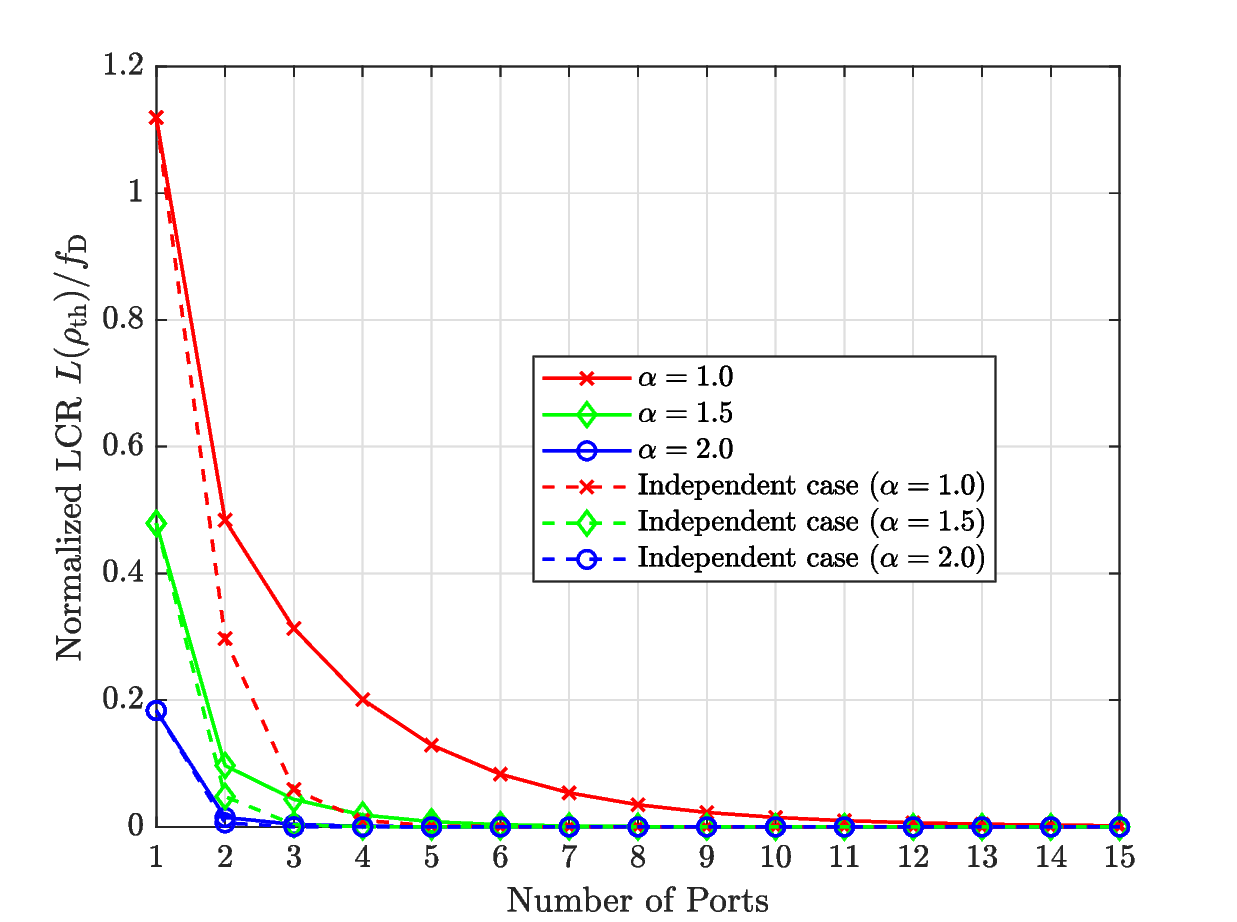 1.2
1
0.8
0.6
0.4
0.2
0
Normalized LCR L(ρth)/fD
α = 1.0
α = 1.5
α = 2.0
Independent case (α = 1.0)
Independent case (α = 1.5)
Independent case (α = 2.0)
1 2 3 4 5 6 7 8 9 10 11 12 13 14 15
Number of Ports